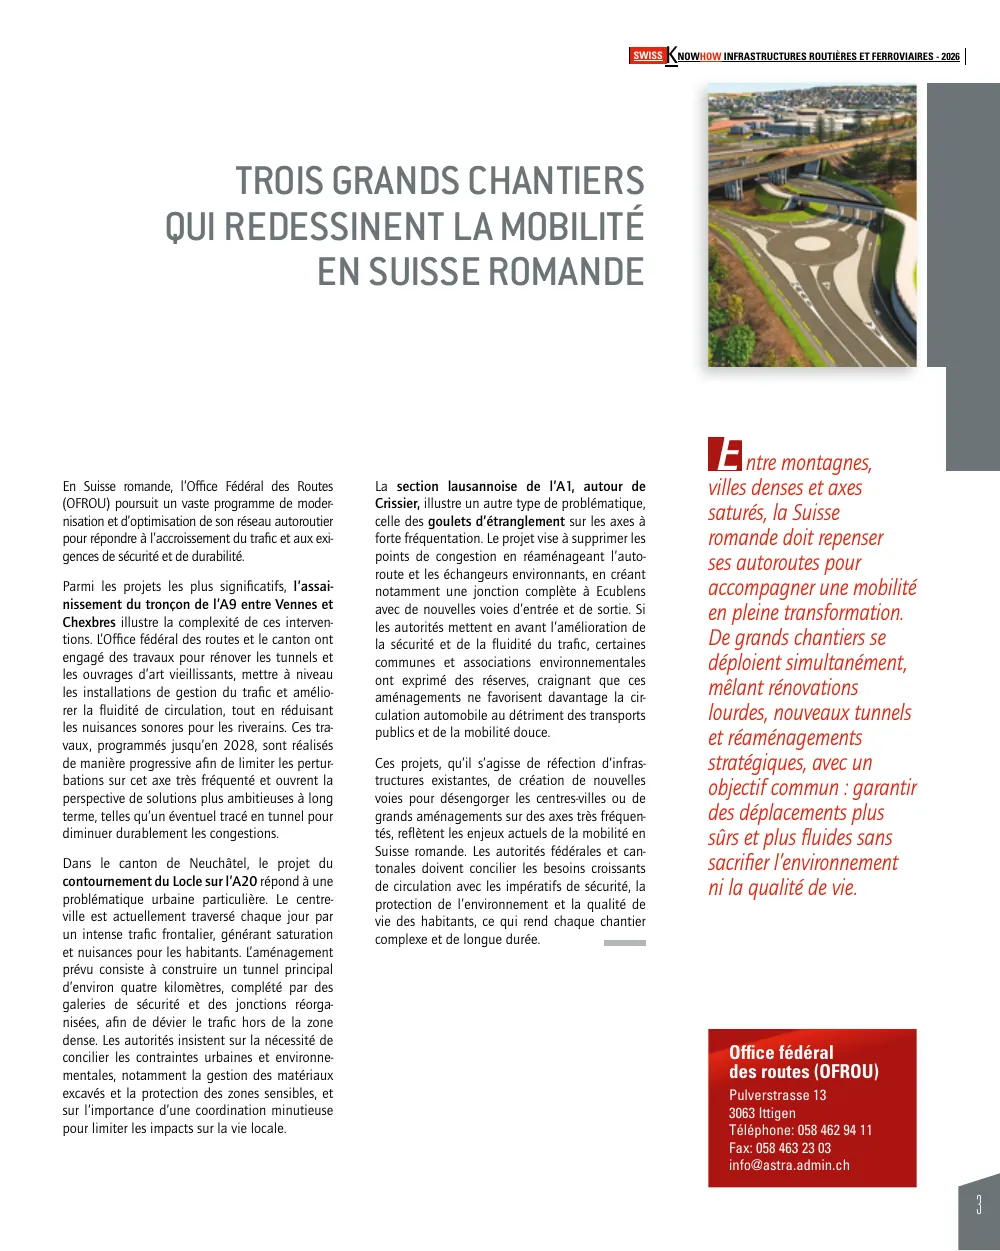 SWISS KNOWHOW INFRASTRUCTURES ROUTIÈRES ET FERROVIAIRES - 2026
TROIS GRANDS CHANTIERS
QUI REDESSINENT LA MOBILITÉ
EN SUISSE ROMANDE
En Suisse romande, l'Office Fédéral des Routes
(OFROU) poursuit un vaste programme de moder-
nisation et d'optimisation de son réseau autoroutier
pour répondre à l'accroissement du trafic et aux exi-
gences de sécurité et de durabilité.
Parmi les projets les plus significatifs, l'assai-
nissement du tronçon de l'A9 entre Vennes et
Chexbres illustre la complexité de ces interven-
tions. L'Office fédéral des routes et le canton ont
engagé des travaux pour rénover les tunnels et
les ouvrages d'art vieillissants, mettre à niveau
les installations de gestion du trafic et amélio-
rer la fluidité de circulation, tout en réduisant
les nuisances sonores pour les riverains. Ces tra-
vaux, programmés jusqu'en 2028, sont réalisés
de manière progressive afin de limiter les pertur-
bations sur cet axe très fréquenté et ouvrent la
perspective de solutions plus ambitieuses à long
terme, telles qu'un éventuel tracé en tunnel pour
diminuer durablement les congestions.
Dans le canton de Neuchâtel, le projet du
contournement du Locle sur l'A20 répond à une
problématique urbaine particulière. Le centre-
ville est actuellement traversé chaque jour par
un intense trafic frontalier, générant saturation
et nuisances pour les habitants. L'aménagement
prévu consiste à construire un tunnel principal
d'environ quatre kilomètres, complété par des
galeries de sécurité et des jonctions réorga-
nisées, afin de dévier le trafic hors de la zone
dense. Les autorités insistent sur la nécessité de
concilier les contraintes urbaines et environne-
mentales, notamment la gestion des matériaux
excavés et la protection des zones sensibles, et
sur l'importance d'une coordination minutieuse
pour limiter les impacts sur la vie locale.
La section lausannoise de l'A1, autour de
Crissier, illustre un autre type de problématique,
celle des goulets d'étranglement sur les axes à
forte fréquentation. Le projet vise à supprimer les
points de congestion en réaménageant l'auto-
route et les échangeurs environnants, en créant
notamment une jonction complète à Ecublens
avec de nouvelles voies d'entrée et de sortie. Si
les autorités mettent en avant l'amélioration de
la sécurité et de la fluidité du trafic, certaines
communes et associations environnementales
ont exprimé des réserves, craignant que ces
aménagements ne favorisent davantage la cir-
culation automobile au détriment des transports
publics et de la mobilité douce.
Ces projets, qu'il s'agisse de réfection d'infras-
tructures existantes, de création de nouvelles
voies pour désengorger les centres-villes ou de
grands aménagements sur des axes très fréquen-
tés, reflètent les enjeux actuels de la mobilité en
Suisse romande. Les autorités fédérales et can-
tonales doivent concilier les besoins croissants
de circulation avec les impératifs de sécurité, la
protection de l'environnement et la qualité de
vie des habitants, ce qui rend chaque chantier
complexe et de longue durée.
Entre montagnes,
villes denses et axes
saturés, la Suisse
romande doit repenser
ses autoroutes pour
accompagner une mobilité
en pleine transformation.
De grands chantiers se
déploient simultanément,
mêlant rénovations
lourdes, nouveaux tunnels
et réaménagements
stratégiques, avec un
objectif commun : garantir
des déplacements plus
sûrs et plus fluides sans
sacrifier l'environnement
ni la qualité de vie.
Office fédéral
des routes (OFROU)
Pulverstrasse 13
3063 Ittigen
Téléphone: 058 462 94 11
Fax: 058 463 23 03
info@astra.admin.ch
3